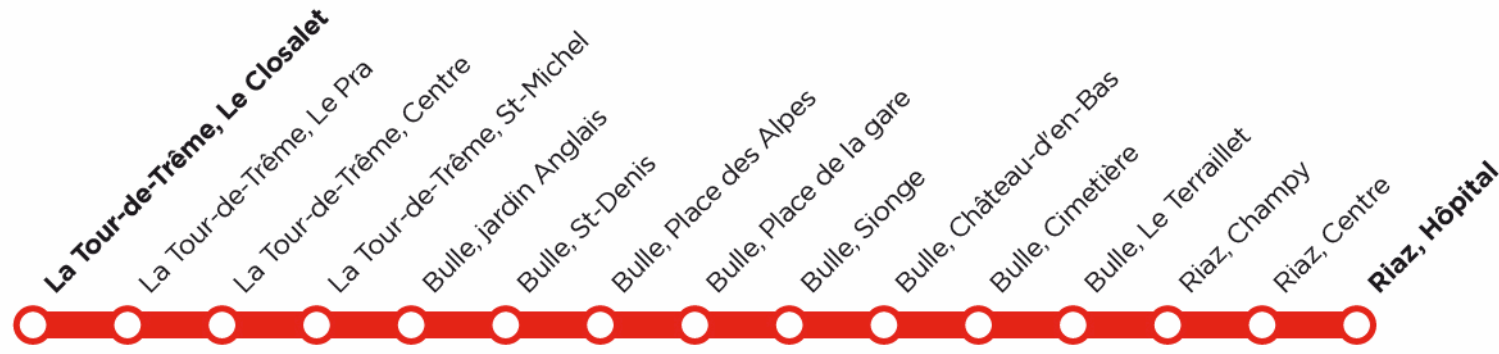 La Tour-de-Trême, Le Closalet
La Tour-de-Trême, Le Pra
La Tour-de-Trême, Centre
La Tour-de-Trême, St-Michel
Bulle, jardin Anglais
Bulle, St-Denis
Bulle, Place des Alpes
Bulle, Place de la gare
Bulle, Sionge
Bulle, Château-d'en-Bas
Bulle, Cimetière
Bulle, Le Terraillet
Riaz, Champy
Riaz, Centre
Riaz, Hôpital